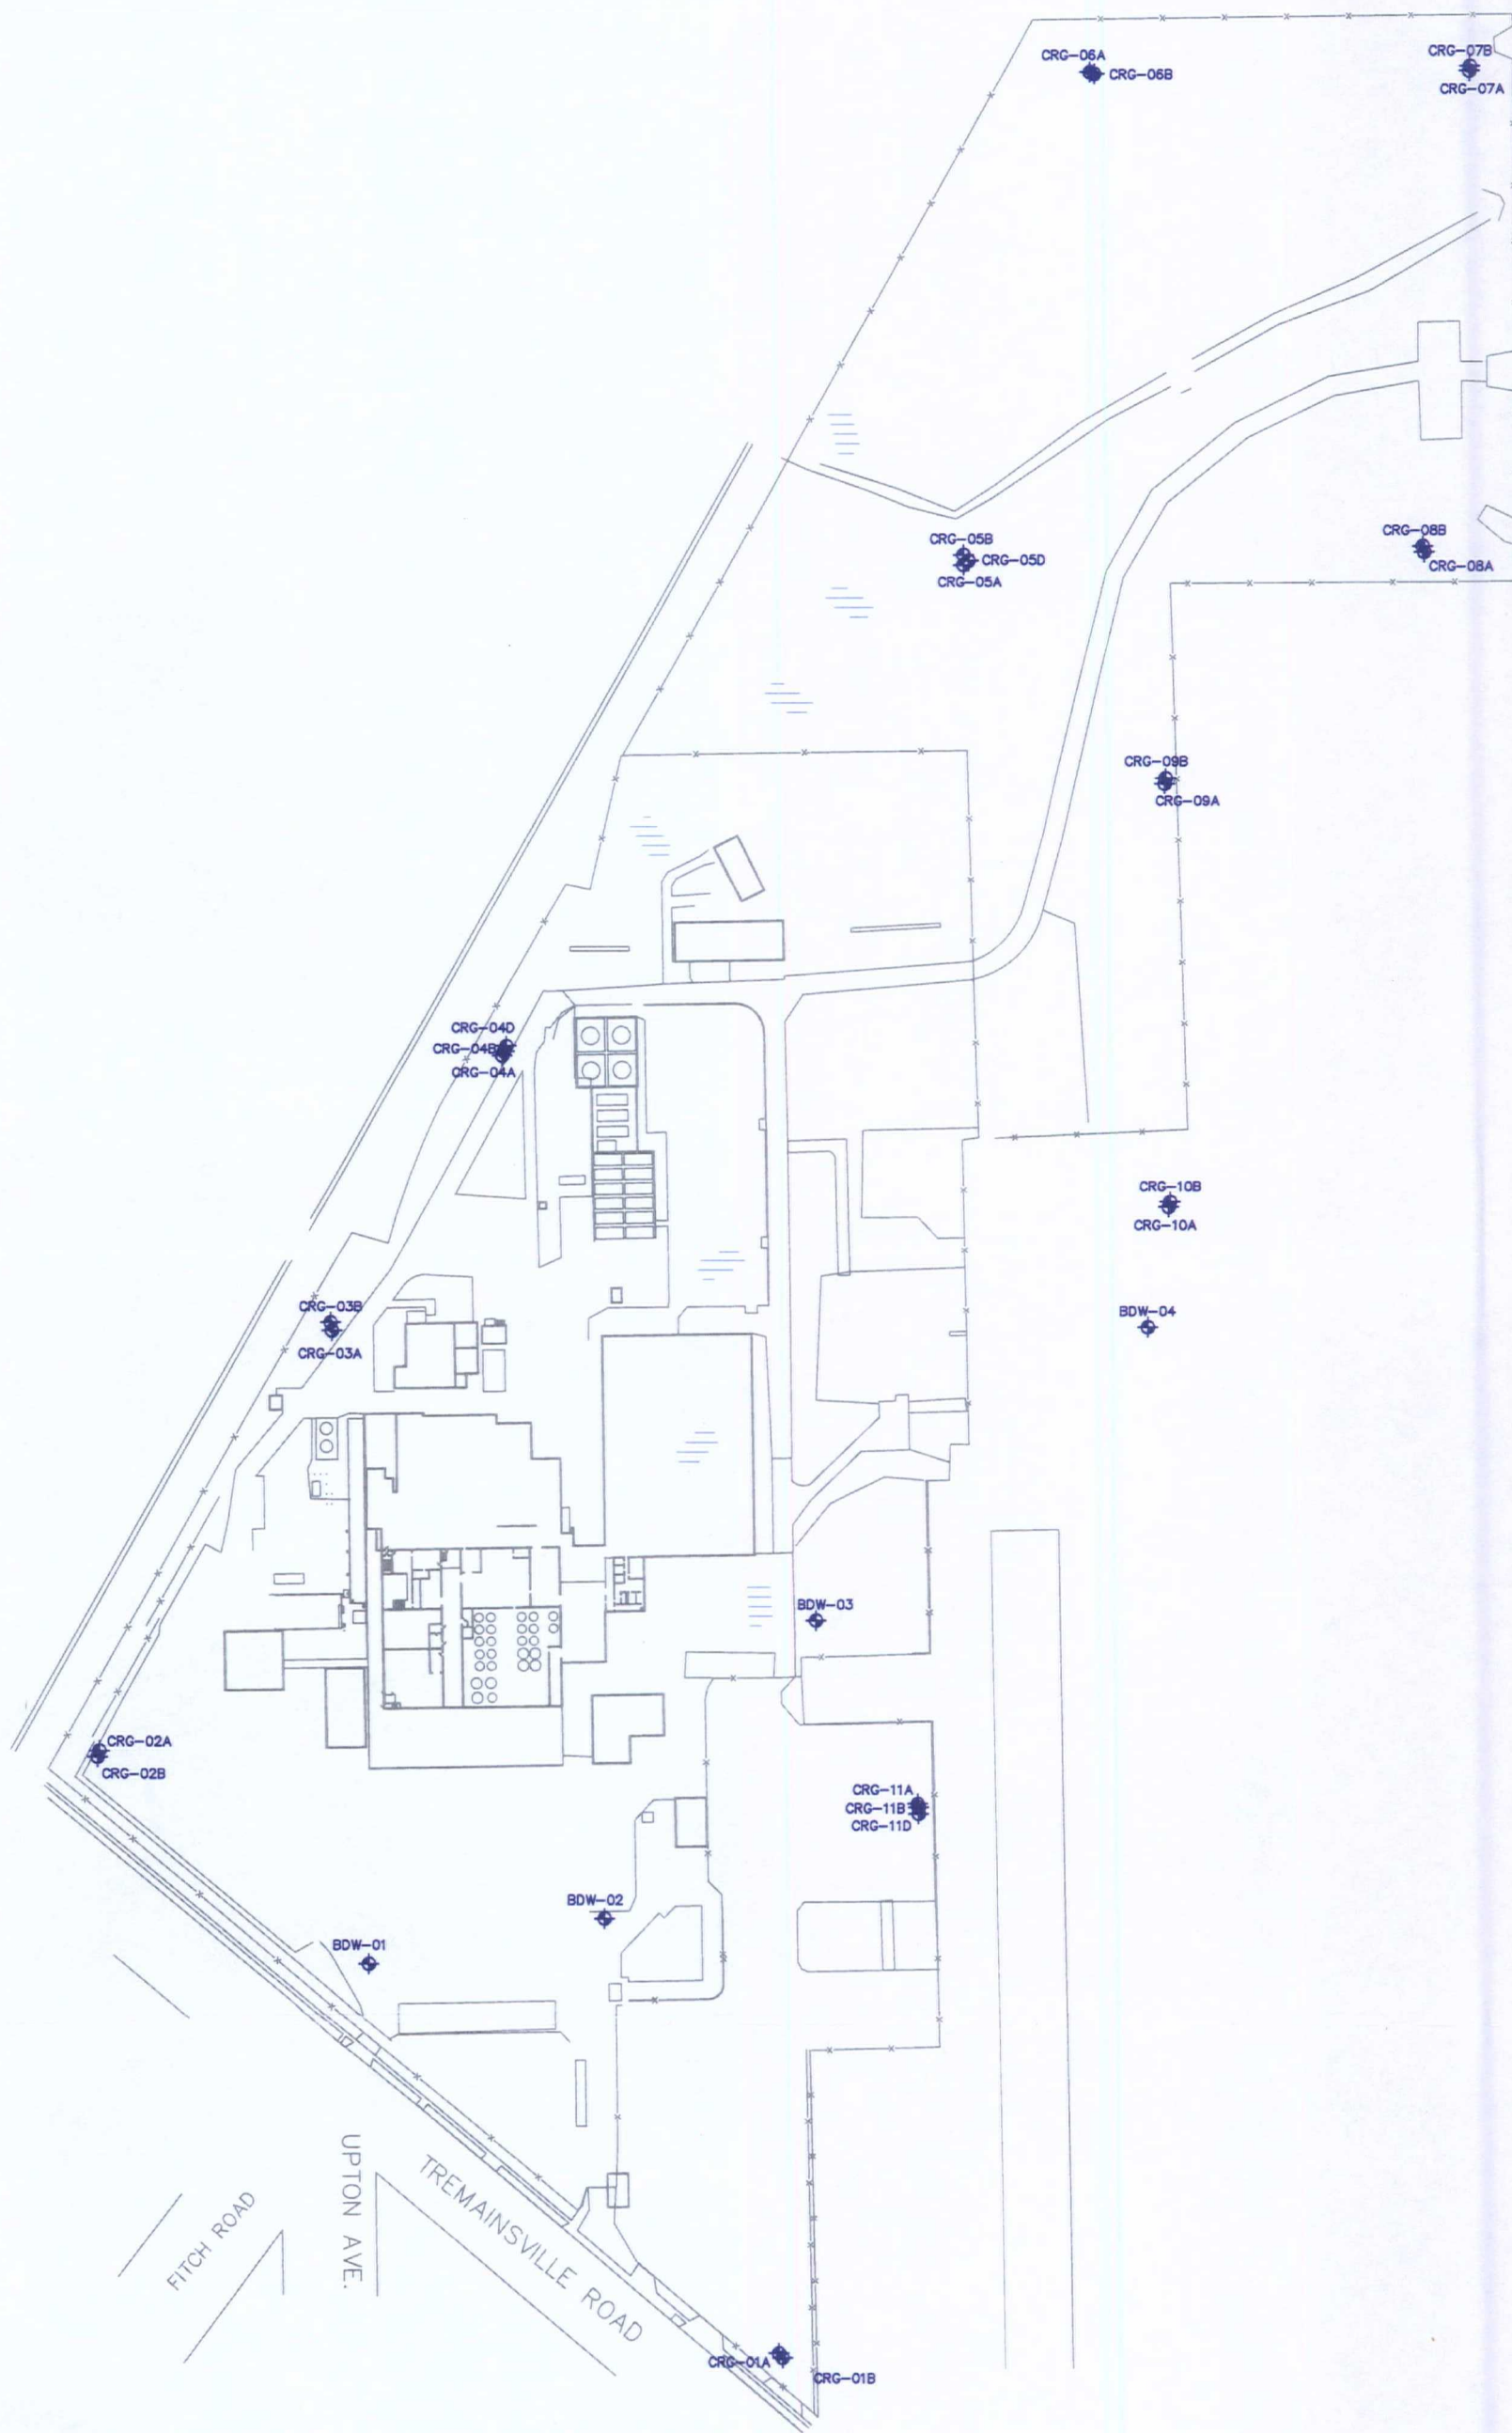 CRG-06A
CRG-06B
CRG-07B
CRG-07A
CRG-05B
CRG-05D
CRG-05A
CRG-08B
CRG-08A
CRG-09B
CRG-09A
CRG-04D
CRG-04B
CRG-04A
CRG-10B
CRG-10A
CRG-03B
CRG-03A
BDW-04
BDW-03
CRG-02A
CRG-02B
CRG-11A
CRG-11B
CRG-11D
BDW-02
BDW-01
UPTON AVE.
TREMAINSVILLE ROAD
FITCH ROAD
CRG-01A
CRG-01B